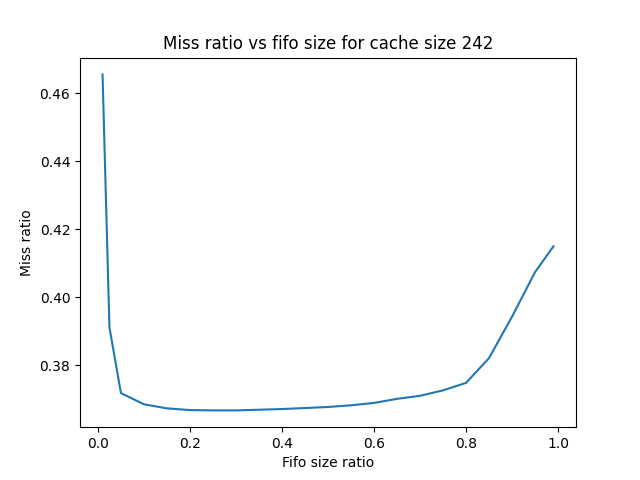 Miss ratio vs fifo size for cache size 242
0.46
0.44
0.42
0.40
0.38
Miss ratio
0.0 0.2 0.4 0.6 0.8 1.0
Fifo size ratio